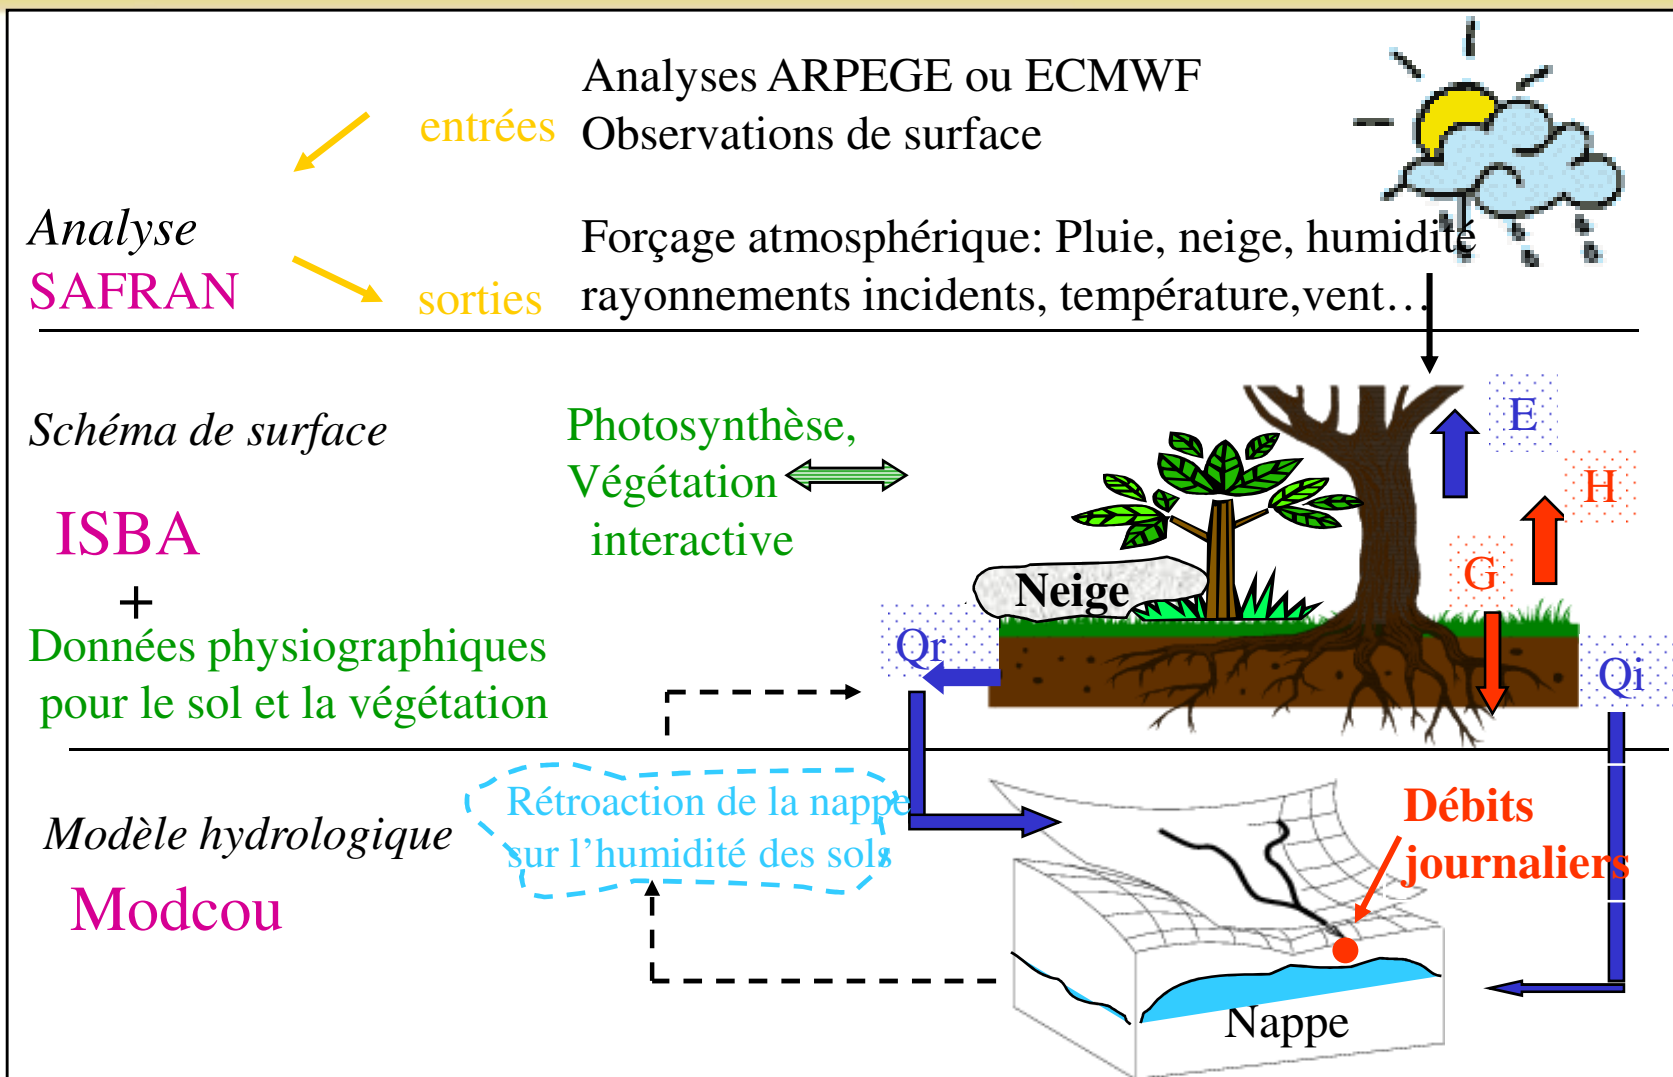 Analyses ARPEGE ou ECMWF
entrées
Observations de surface
Analyse
SAFRAN
Forçage atmosphérique: Pluie, neige, humidité
sorties
rayonnements incidents, température,vent…
Schéma de surface
ISBA
+
Données physiographiques
pour le sol et la végétation
Photosynthèse,
Végétation
interactive
E
H
G
Neige
Qr
Qi
Modèle hydrologique
Modcou
Rétroaction de la nappe
sur l’humidité des sols
Débits
journaliers
Nappe